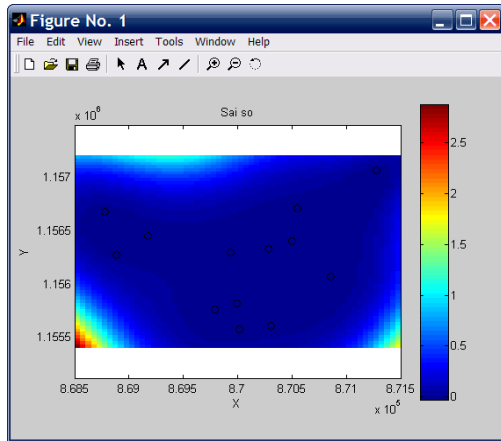 Figure No. 1
File Edit View Insert Tools Window Help
A
x 10^6
Sai so
1.157
1.1565
1.156
1.1555
Y
8.685 8.69 8.695 8.7 8.705 8.71 8.715
X
x 10^5
2.5
2
1.5
1
0.5
0